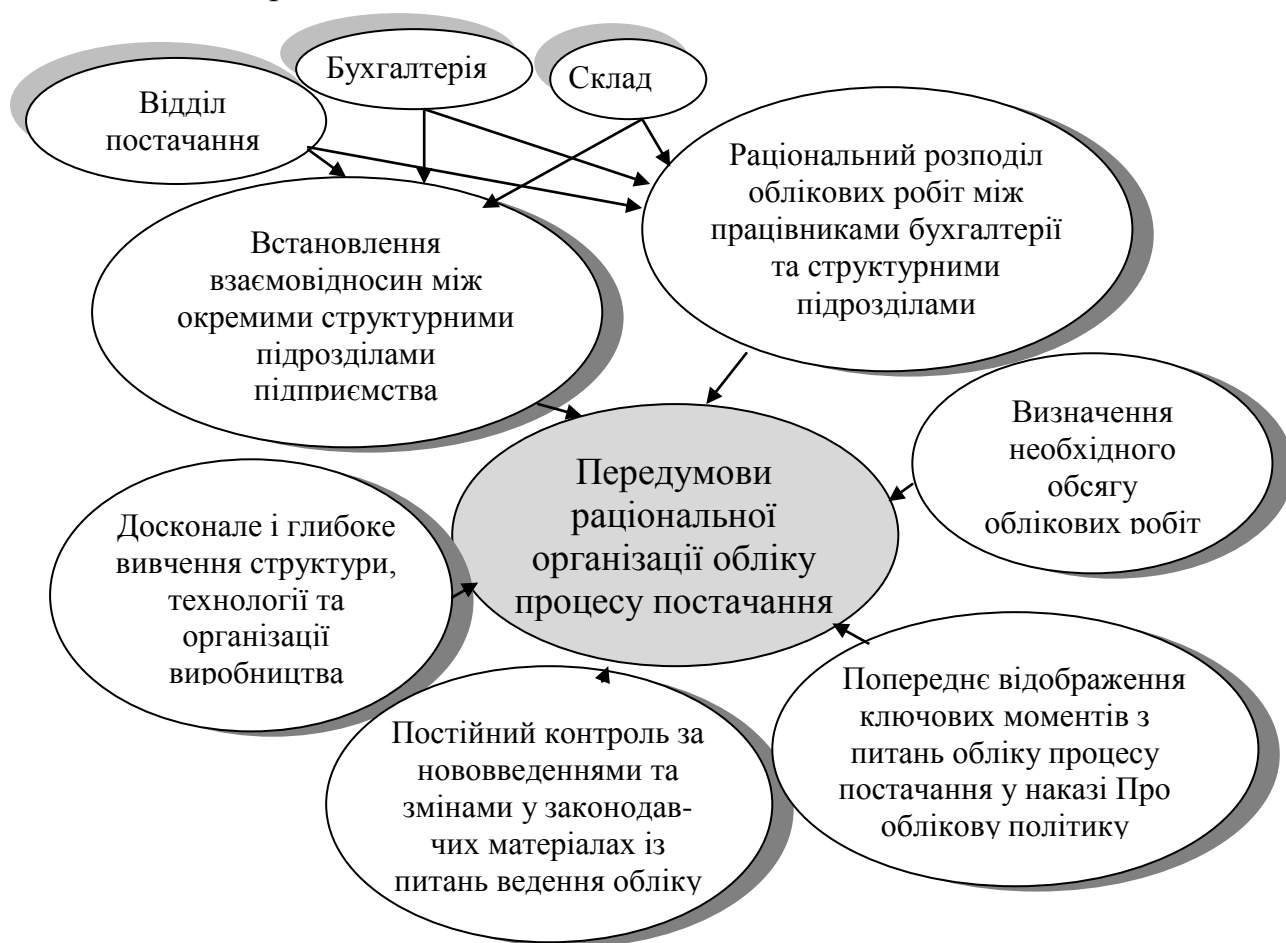 Бухгалтерія
Склад
Відділ
постачання
Раціональний розподіл
облікових робіт між
працівниками бухгалтерії
та структурними
підрозділами
Встановлення
взаємовідносин між
окремими структурними
підрозділами
підприємства
Визначення
необхідного
обсягу
облікових робіт
Передумови
раціональної
організації обліку
процесу постачання
Досконале і глибоке
вивчення структури,
технології та
організації
виробництва
Попереднє відображення
ключових моментів з
питань обліку процесу
постачання у наказі Про
облікову політику
Постійний контроль за
нововведеннями та
змінами у законодав-
чих матеріалах із
питань ведення обліку